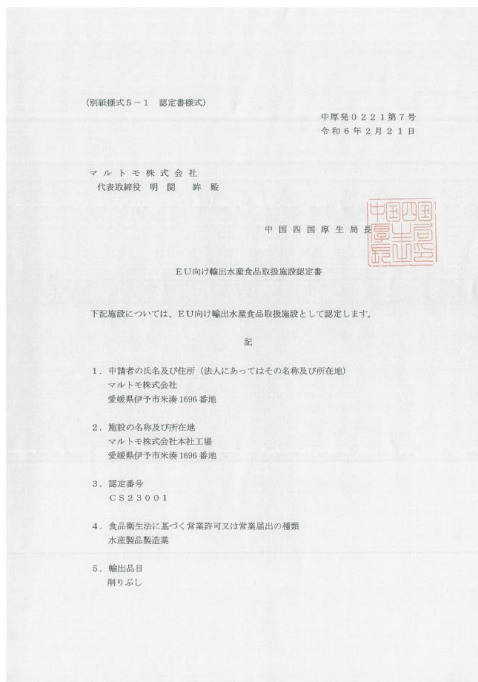 (別紙様式5-1 認定書様式)
中厚発0221第7号
令和6年2月21日
マルトモ株式会社
代表取締役 明関 眸 殿
中国四国厚生局長
EU向け輸出水産食品取扱施設認定書
下記施設については、EU向け輸出水産食品取扱施設として認定します。
記
1.申請者の氏名及び住所(法人にあってはその名称及び所在地)
マルトモ株式会社
愛媛県伊予市米湊1696番地
2.施設の名称及び所在地
マルトモ株式会社本社工場
愛媛県伊予市米湊1696番地
3.認定番号
CS23001
4.食品衛生法に基づく営業許可又は営業届出の種類
水産製品製造業
5.輸出品目
削りぶし